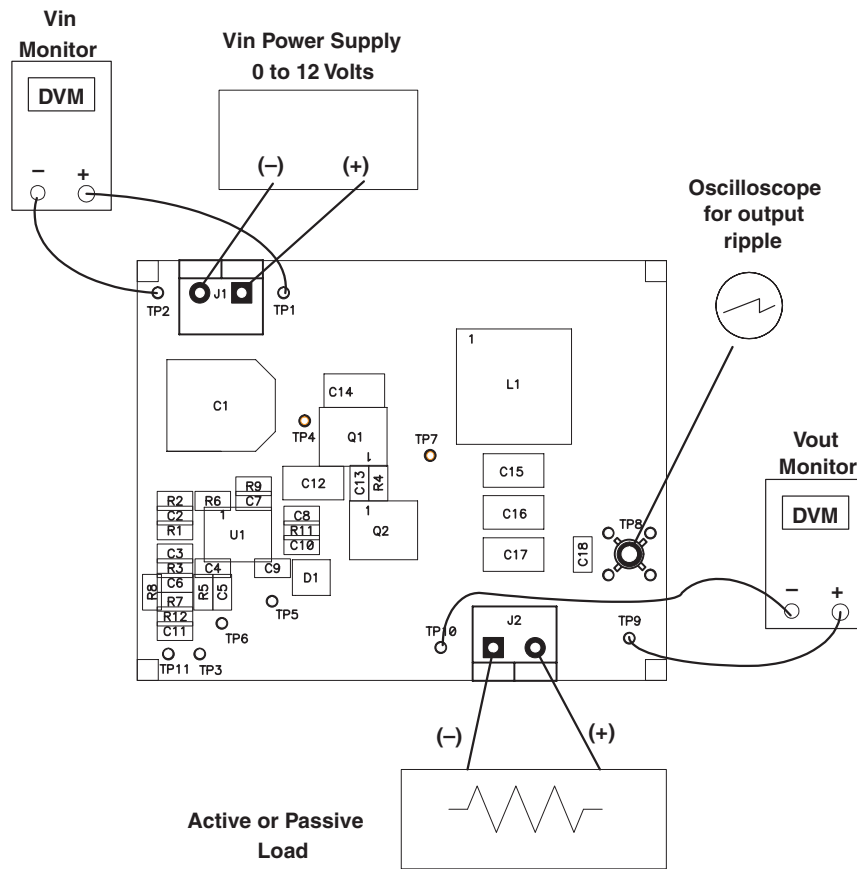 Vin
Monitor
DVM
–
+
Vin Power Supply
0 to 12 Volts
(–)
(+)
Oscilloscope
for output
ripple
TP2
J1
TP1
C1
C14
TP4
Q1
1
TP7
1
L1
C15
C16
C17
C18
TP8
Vout
Monitor
DVM
–
+
C12
C13
R4
1
Q2
R9
C7
R2
R6
C2
R1
1
U1
C8
R11
C10
C3
R3
C4
C9
D1
R8
C6
R5
C5
R7
R12
C11
TP5
TP6
TP11
TP3
TP10
J2
TP9
(–)
(+)
Active or Passive
Load